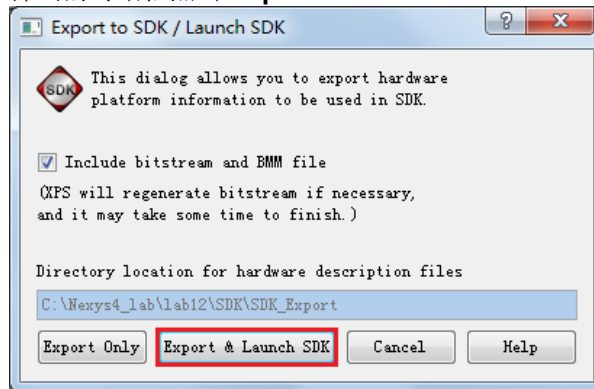 Export to SDK / Launch SDK
SDK
This dialog allows you to export hardware
platform information to be used in SDK.
Include bitstream and BMM file
(XPS will regenerate bitstream if necessary,
and it may take some time to finish.)
Directory location for hardware description files
C:\Nexys4_lab\lab12\SDK\SDK_Export
Export Only Export & Launch SDK Cancel Help